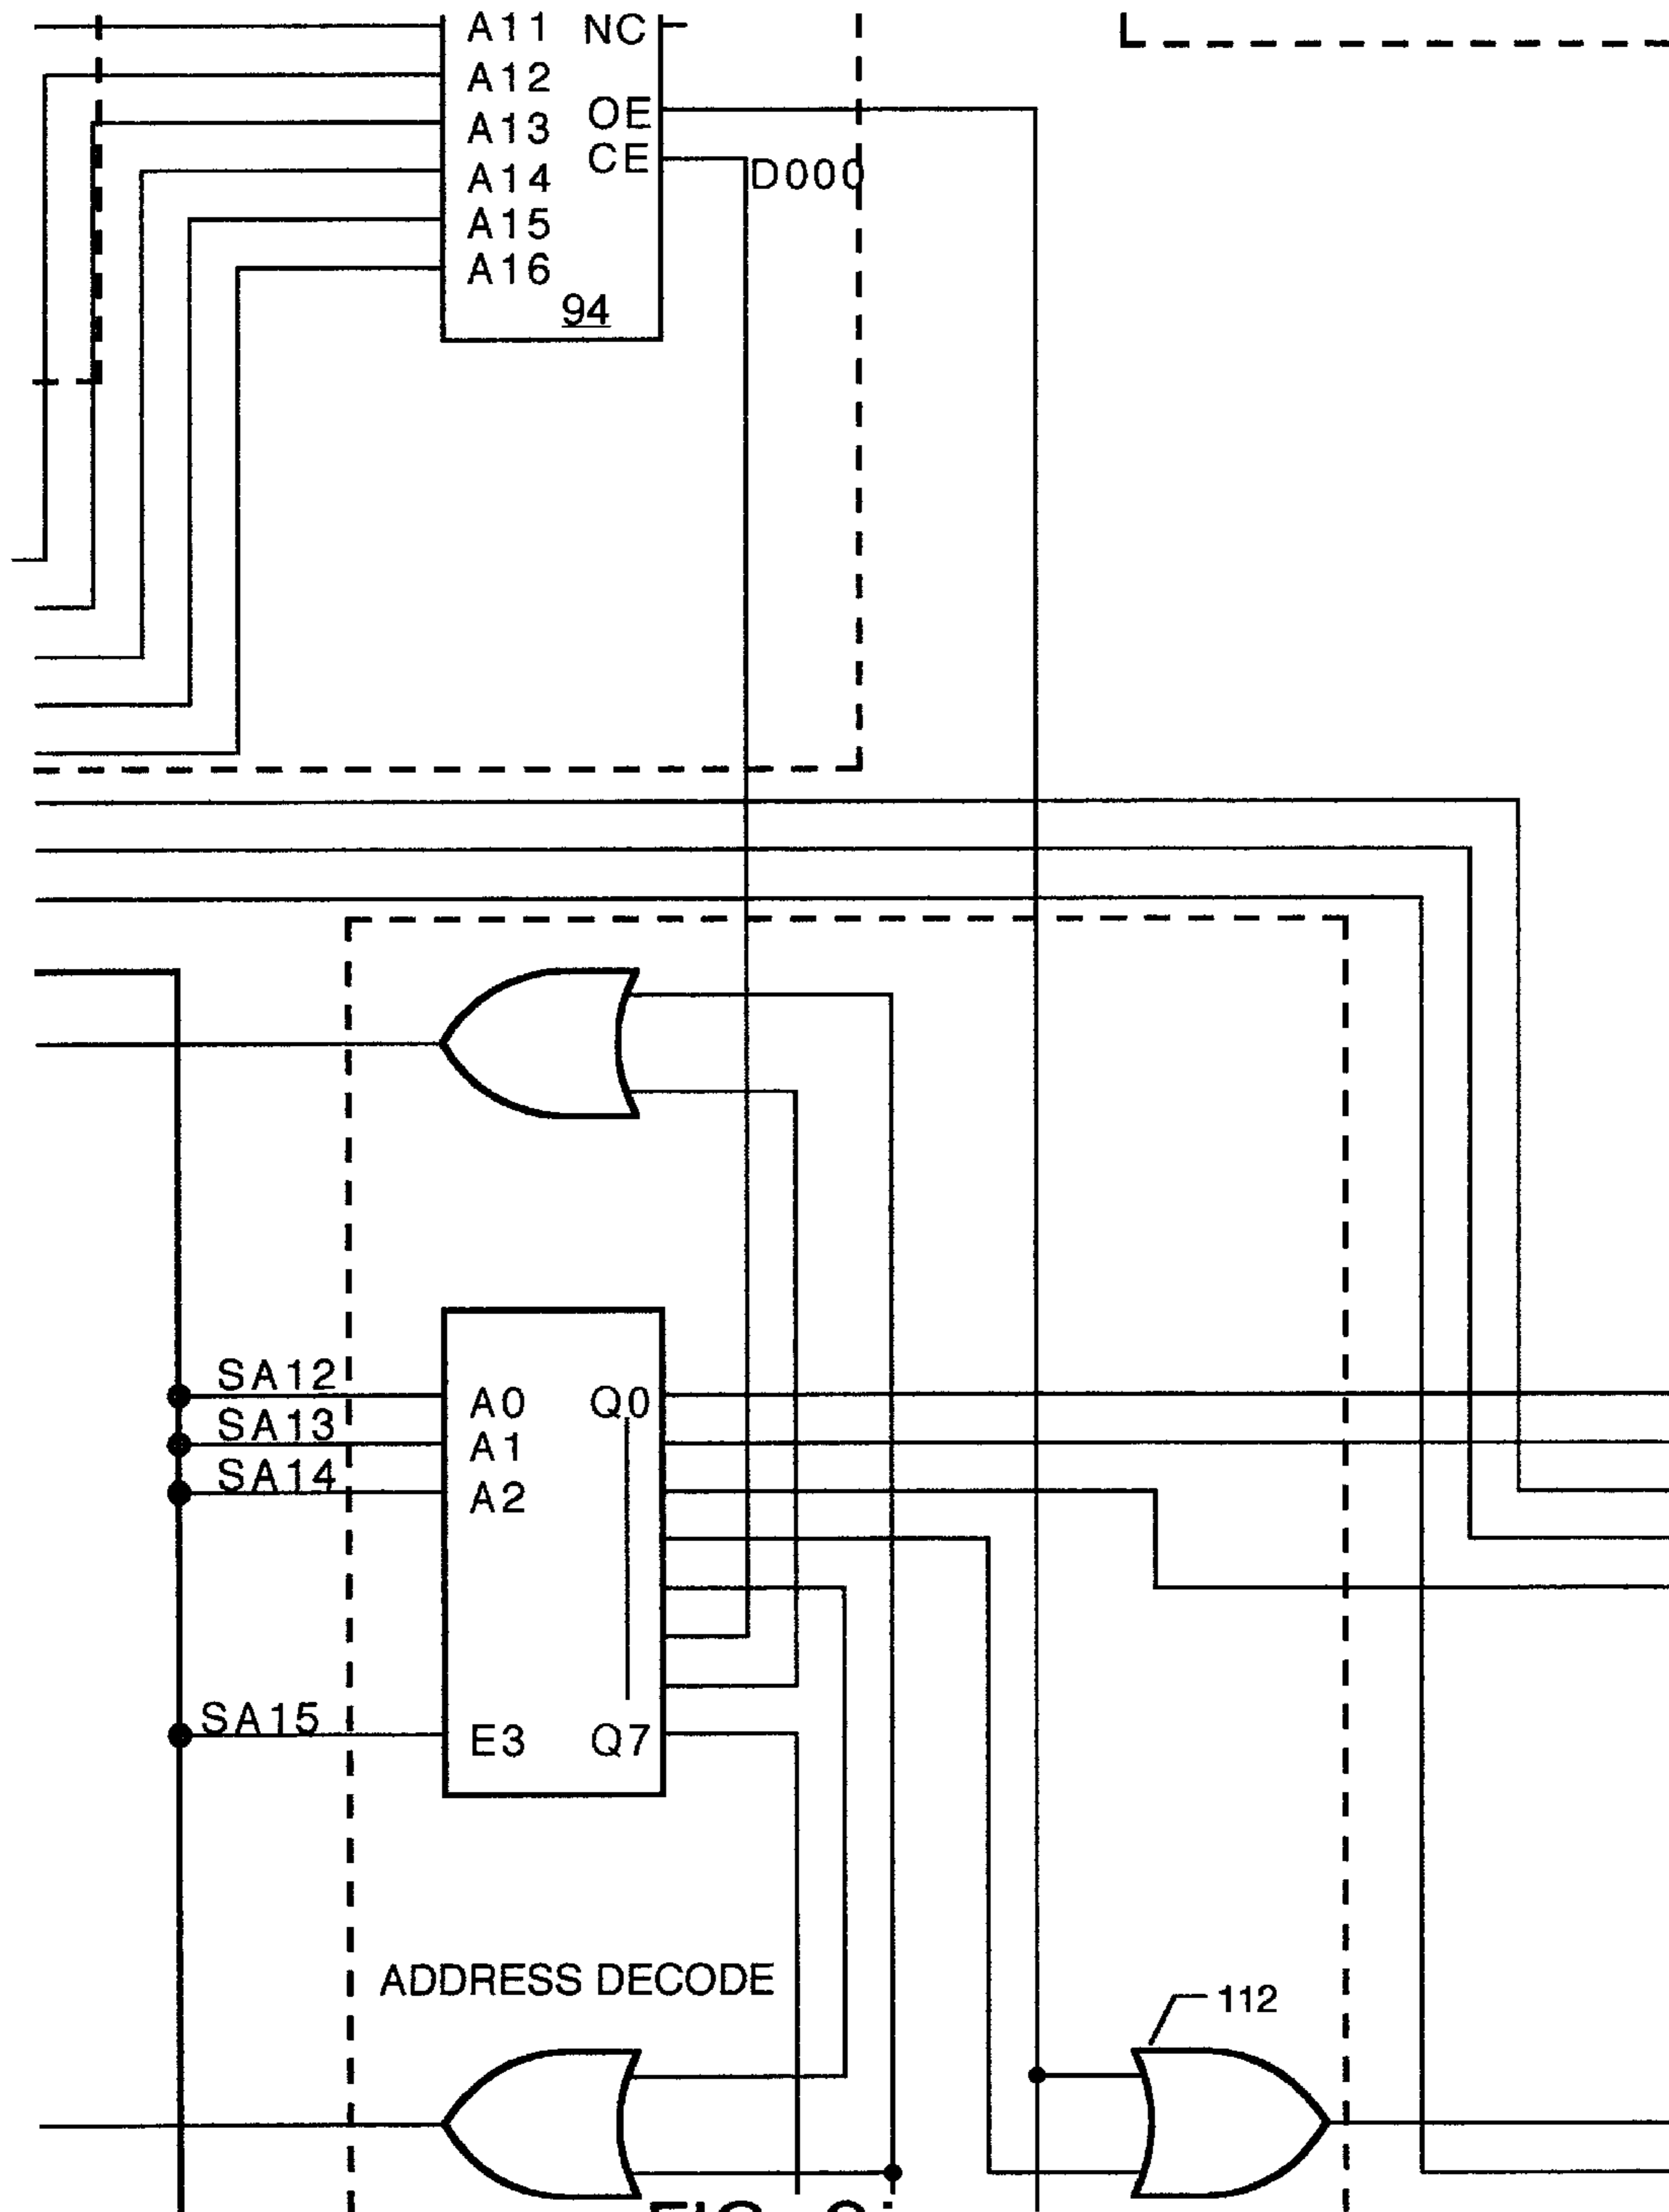 A11 NC
A12
OE
A13
CE
D000
A14
A15
A16
94
SA12
A0 Q0
SA13
A1
SA14
A2
SA15
E3 Q7
ADDRESS DECODE
112